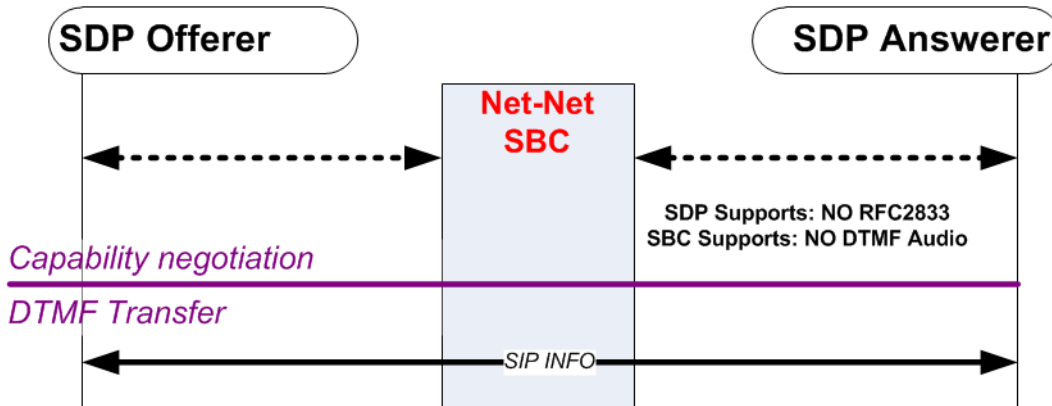 SDP Offerer
SDP Answerer
Net-Net
SBC
SDP Supports: NO RFC2833
SBC Supports: NO DTMF Audio
Capability negotiation
DTMF Transfer
SIP INFO